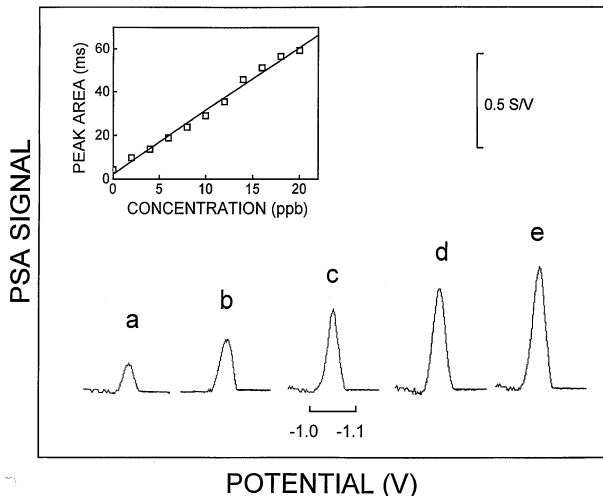 PSA SIGNAL
PEAK AREA (ms)
60
40
20
0
0 5 10 15 20
CONCENTRATION (ppb)
0.5 S/V
a
b
c
d
e
-1.0 -1.1
POTENTIAL (V)